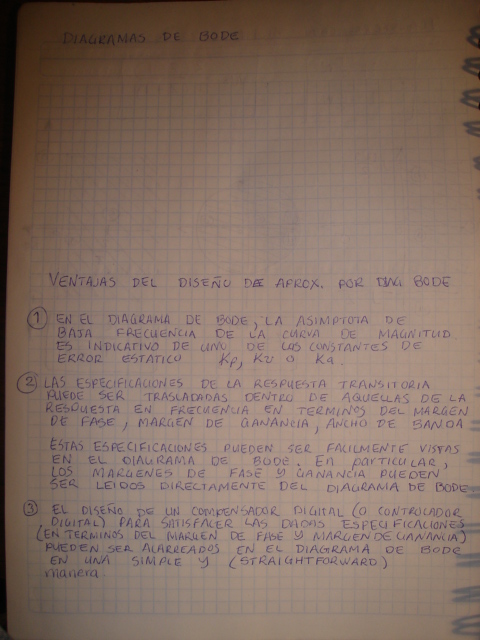 DIAGRAMAS DE BODE
VENTAJAS DEL DISEÑO DE APROX. POR DIAG BODE
1 EN EL DIAGRAMA DE BODE, LA ASIMPTOTA DE
BAJA FRECUENCIA DE LA CURVA DE MAGNITUD
ES INDICATIVO DE UNO DE LAS CONSTANTES DE
ERROR ESTATICO Kp, Kv o Ka.
2 LAS ESPECIFICACIONES DE LA RESPUESTA TRANSITORIA
PUEDE SER TRASLADADAS DENTRO DE AQUELLAS DE LA
RESPUESTA EN FRECUENCIA EN TERMINOS DEL MARGEN
DE FASE, MARGEN DE GANANCIA, ANCHO DE BANDA
ESTAS ESPECIFICACIONES PUEDEN SER FACILMENTE VISTAS
EN EL DIAGRAMA DE BODE. En PARTICULAR,
LOS MARGENES DE FASE Y GANANCIA PUEDEN
SER LEIDOS DIRECTAMENTE DEL DIAGRAMA DE BODE
3 EL DISEÑO DE UN COMPENSADOR DIGITAL (O CONTROLADOR
DIGITAL) PARA SATISFACER LAS DADAS ESPECIFICACIONES
(EN TERMINOS DEL MARGEN DE FASE Y MARGEN DE GANANCIA)
PUEDEN SER ACARREADOS EN EL DIAGRAMA DE BODE
EN UNA SIMPLE Y (STRAIGHTFORWARD)
manera.